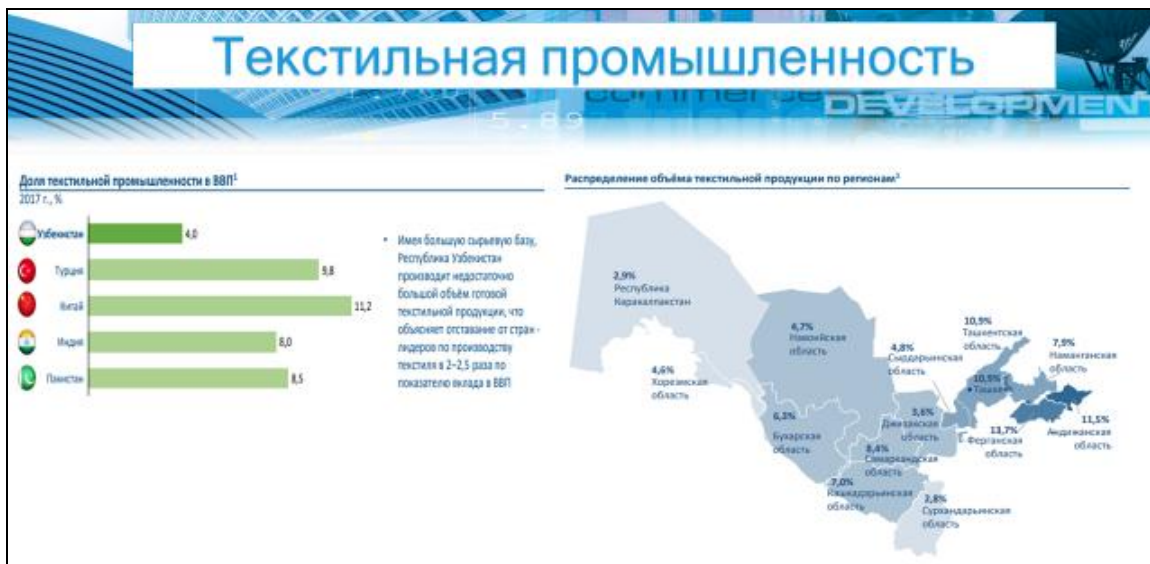 Текстильная промышленность
commerce
5.89
DEVELOPMEN
Доля текстильной промышленности в ВВП¹
2017 г., %
Узбекистан
4,0
Турция
9,8
Китай
11,2
Индия
8,0
Пакистан
8,5
• Имея большую сырьевую базу,
Республика Узбекистан
производит недостаточно
большой объём готовой
текстильной продукции, что
объясняет отставание от стран -
лидеров по производству
текстиля в 2–2,5 раза по
показателю вклада в ВВП
Распределение объёма текстильной продукции по регионам²
2,9%
Республика
Каракалпакстан
4,7%
Навоийская
область
4,6%
Хорезмская
область
6,3%
Бухарская
область
4,8%
Сырдарьинская
область
10,9%
Ташкентская
область
7,9%
Наманганская
область
10,9%
Ташкент
3,6%
Джизакская
область
8,4%
Самаркандская
область
13,7%
Ферганская
область
11,5%
Андижанская
область
7,0%
Кашкадарьинская
область
2,8%
Сурхандарьинская
область